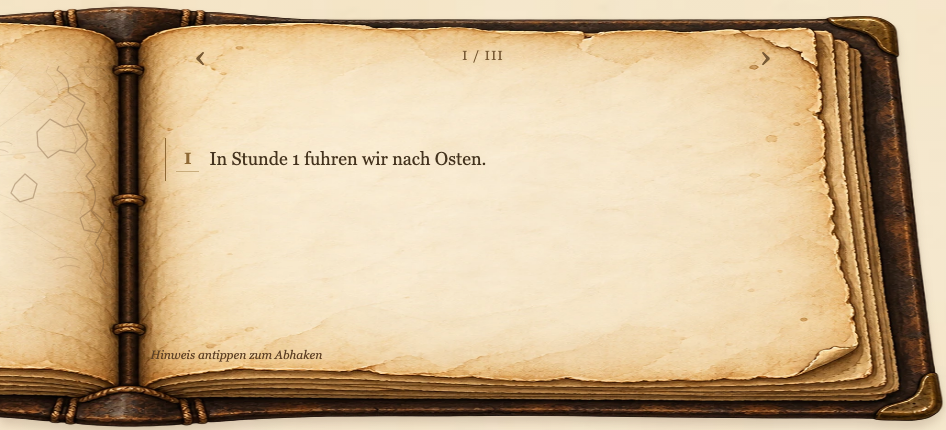 ‹ I / III ›
I In Stunde 1 fuhren wir nach Osten.
Hinweis antippen zum Abhaken